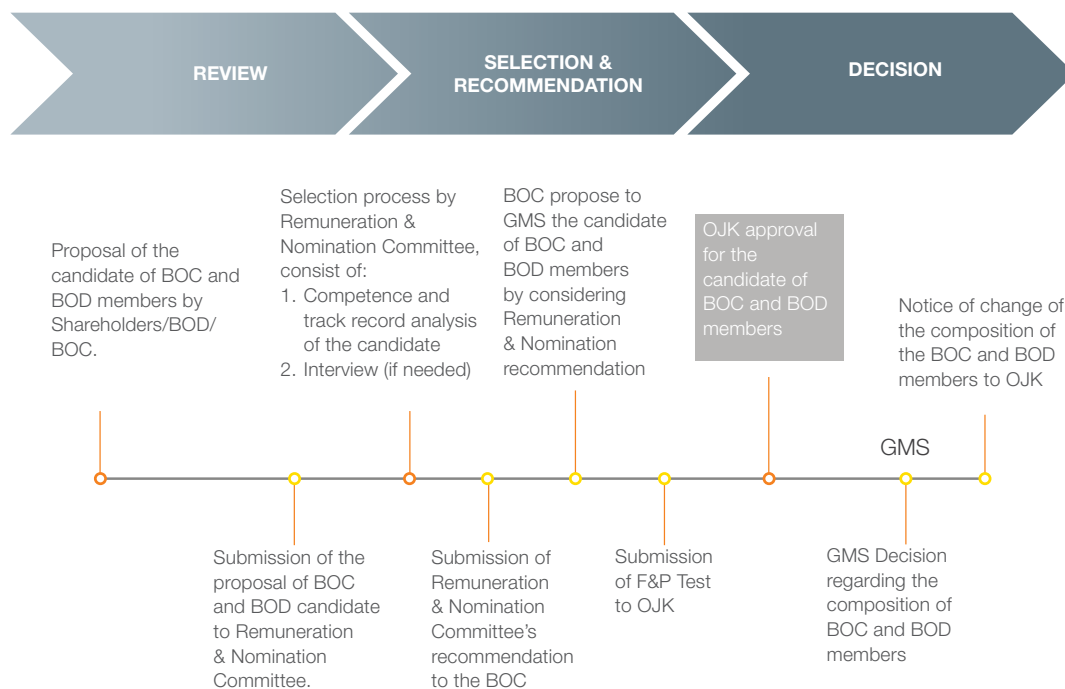 REVIEW
SELECTION &
RECOMMENDATION
DECISION
Proposal of the
candidate of BOC and
BOD members by
Shareholders/BOD/
BOC.
Selection process by
Remuneration &
Nomination Committee,
consist of:
1. Competence and
track record analysis
of the candidate
2. Interview (if needed)
BOC propose to
GMS the candidate
of BOC and
BOD members
by considering
Remuneration
& Nomination
recommendation
OJK approval
for the
candidate of
BOC and BOD
members
Notice of change of
the composition of
the BOC and BOD
members to OJK
GMS
Submission of the
proposal of BOC
and BOD candidate
to Remuneration
& Nomination
Committee.
Submission of
Remuneration
& Nomination
Committee's
recommendation
to the BOC
Submission
of F&P Test
to OJK
GMS Decision
regarding the
composition of
BOC and BOD
members